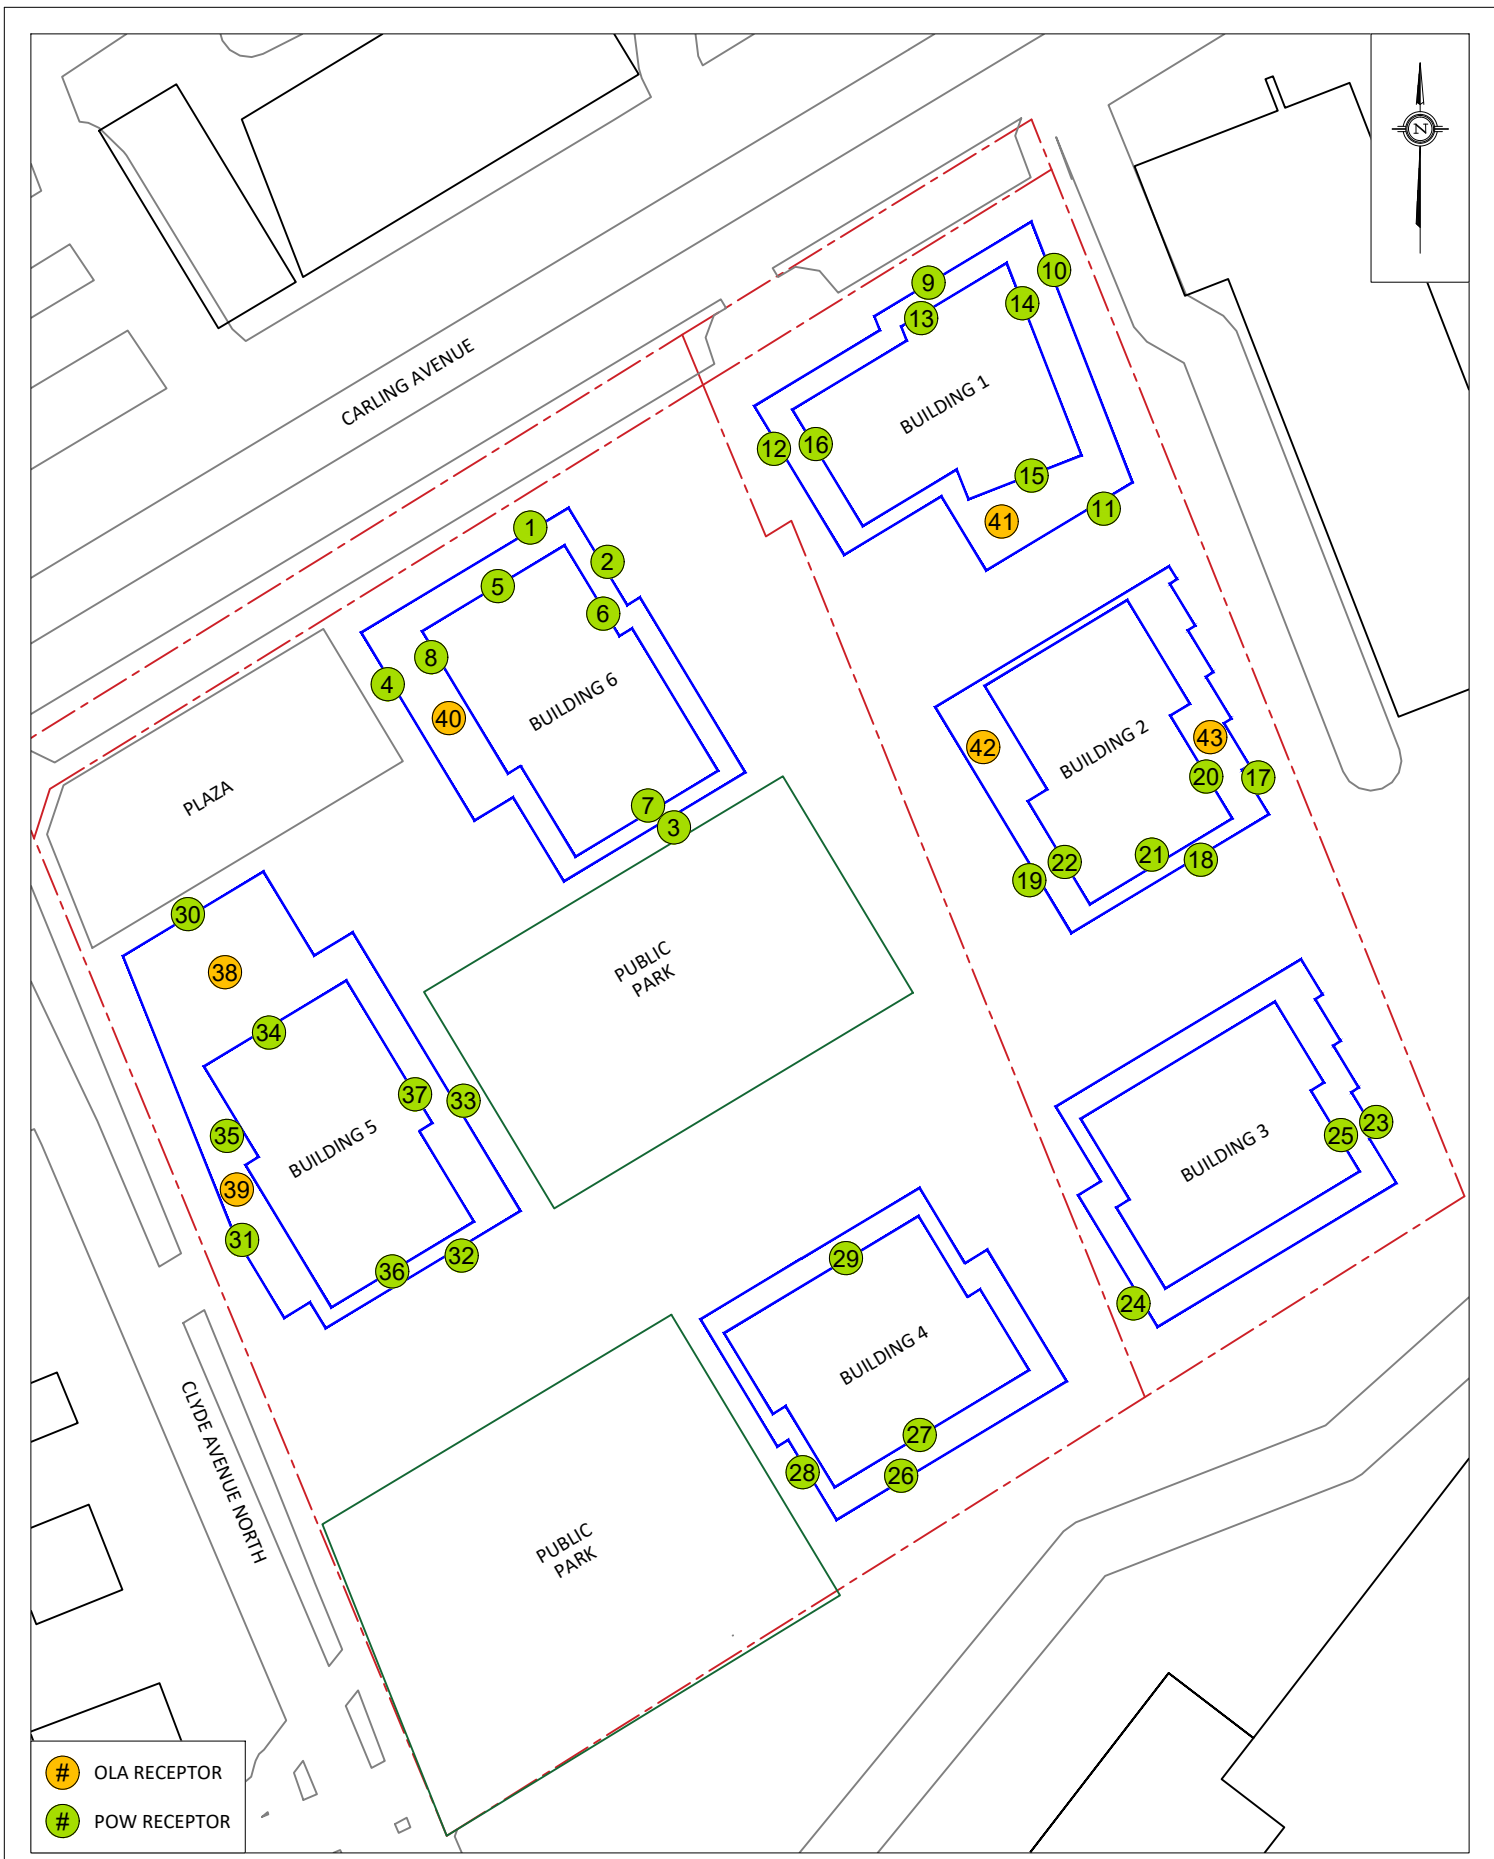 N
9
10
13
14
CARLING AVENUE
BUILDING 1
12
16
15
11
41
1
2
5
6
8
4
40
BUILDING 6
42
43
BUILDING 2
20
17
PLAZA
7
3
21
18
22
19
30
38
PUBLIC
PARK
34
37
33
35
BUILDING 5
39
31
32
36
23
25
BUILDING 3
24
29
BUILDING 4
27
28
26
CLYDE AVENUE NORTH
PUBLIC
PARK
# OLA RECEPTOR
# POW RECEPTOR